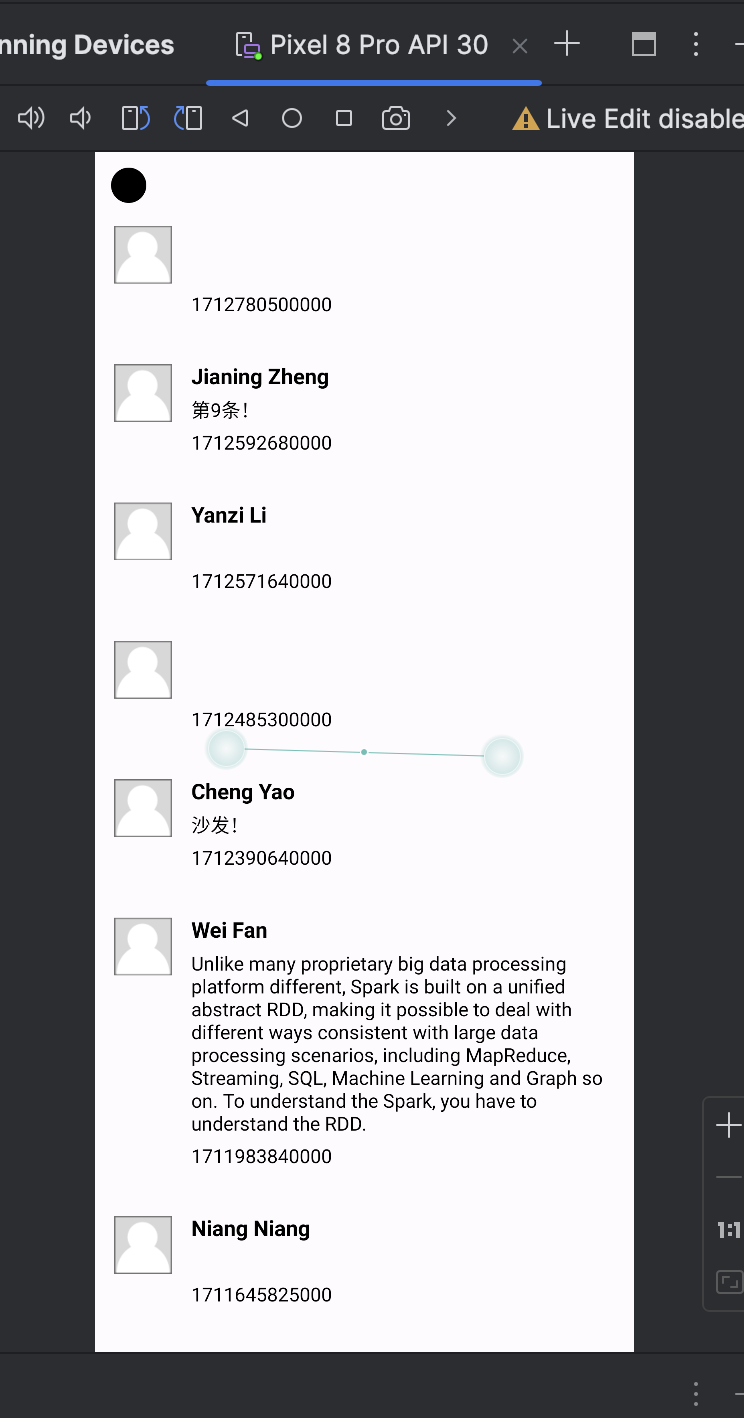 nning Devices
Pixel 8 Pro API 30
Live Edit disable
1712780500000
Jianing Zheng
第9条！
1712592680000
Yanzi Li
1712571640000
1712485300000
Cheng Yao
沙发！
1712390640000
Wei Fan
Unlike many proprietary big data processing
platform different, Spark is built on a unified
abstract RDD, making it possible to deal with
different ways consistent with large data
processing scenarios, including MapReduce,
Streaming, SQL, Machine Learning and Graph so
on. To understand the Spark, you have to
understand the RDD.
1711983840000
Niang Niang
1711645825000
1:1